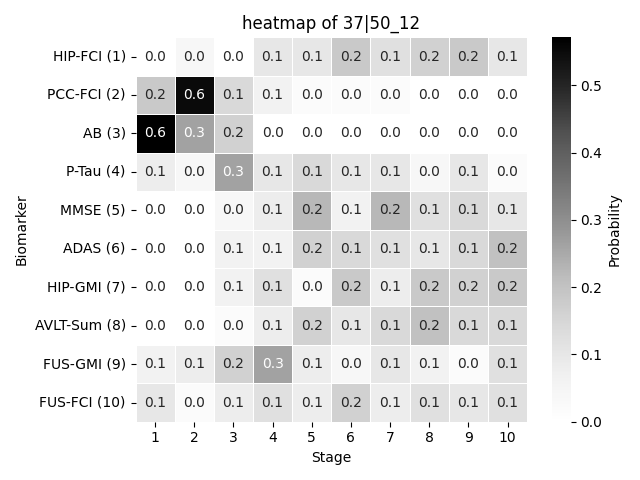 heatmap of 37|50_12
HIP-FCI (1) 0.0 0.0 0.0 0.1 0.1 0.2 0.1 0.2 0.2 0.1
PCC-FCI (2) 0.2 0.6 0.1 0.1 0.0 0.0 0.0 0.0 0.0 0.0
AB (3) 0.6 0.3 0.2 0.0 0.0 0.0 0.0 0.0 0.0 0.0
P-Tau (4) 0.1 0.0 0.3 0.1 0.1 0.1 0.1 0.0 0.1 0.0
MMSE (5) 0.0 0.0 0.0 0.1 0.2 0.1 0.2 0.1 0.1 0.1
ADAS (6) 0.0 0.0 0.1 0.1 0.2 0.1 0.1 0.1 0.1 0.2
HIP-GMI (7) 0.0 0.0 0.1 0.1 0.0 0.2 0.1 0.2 0.2 0.2
AVLT-Sum (8) 0.0 0.0 0.0 0.1 0.2 0.1 0.1 0.2 0.1 0.1
FUS-GMI (9) 0.1 0.1 0.2 0.3 0.1 0.0 0.1 0.1 0.0 0.1
FUS-FCI (10) 0.1 0.0 0.1 0.1 0.1 0.2 0.1 0.1 0.1 0.1
1 2 3 4 5 6 7 8 9 10
Stage
Biomarker
0.5
0.4
0.3
0.2
0.1
0.0
Probability